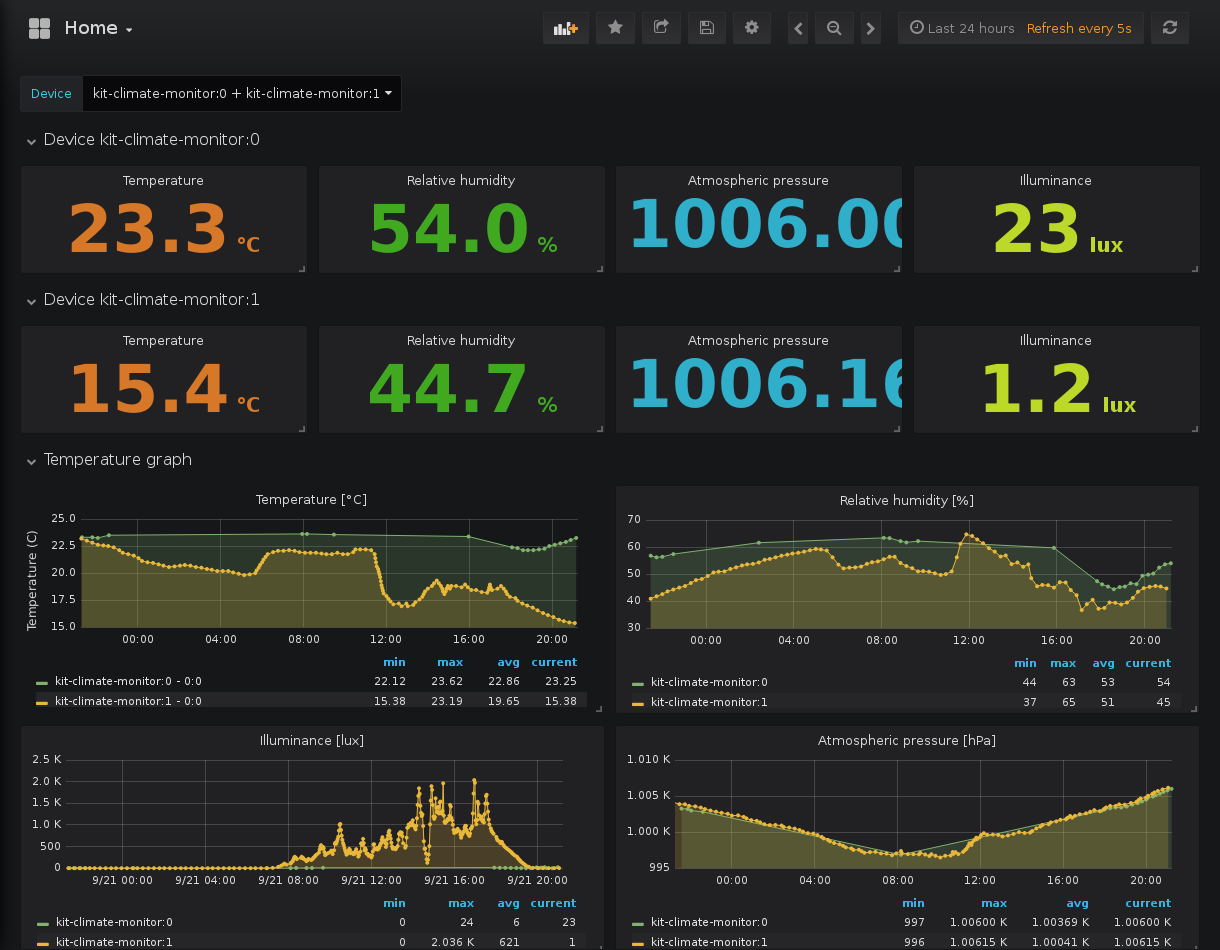 Home
Last 24 hours Refresh every 5s
Device kit-climate-monitor:0 + kit-climate-monitor:1
Device kit-climate-monitor:0
Temperature Relative humidity Atmospheric pressure Illuminance
23.3 °C 54.0 % 1006.00 23 lux
Device kit-climate-monitor:1
Temperature Relative humidity Atmospheric pressure Illuminance
15.4 °C 44.7 % 1006.16 1.2 lux
Temperature graph
Temperature [°C]
Temperature (C)
25.0
22.5
20.0
17.5
15.0
00:00 04:00 08:00 12:00 16:00 20:00
min max avg current
kit-climate-monitor:0 - 0:0 22.12 23.62 22.86 23.25
kit-climate-monitor:1 - 0:0 15.38 23.19 19.65 15.38
Relative humidity [%]
70
60
50
40
30
00:00 04:00 08:00 12:00 16:00 20:00
min max avg current
kit-climate-monitor:0 44 63 53 54
kit-climate-monitor:1 37 65 51 45
Illuminance [lux]
2.5 K
2.0 K
1.5 K
1.0 K
500
0
9/21 00:00 9/21 04:00 9/21 08:00 9/21 12:00 9/21 16:00 9/21 20:00
min max avg current
kit-climate-monitor:0 0 24 6 23
kit-climate-monitor:1 0 2.036 K 621 1
Atmospheric pressure [hPa]
1.010 K
1.005 K
1.000 K
995
00:00 04:00 08:00 12:00 16:00 20:00
min max avg current
kit-climate-monitor:0 997 1.00600 K 1.00369 K 1.00600 K
kit-climate-monitor:1 996 1.00615 K 1.00041 K 1.00615 K